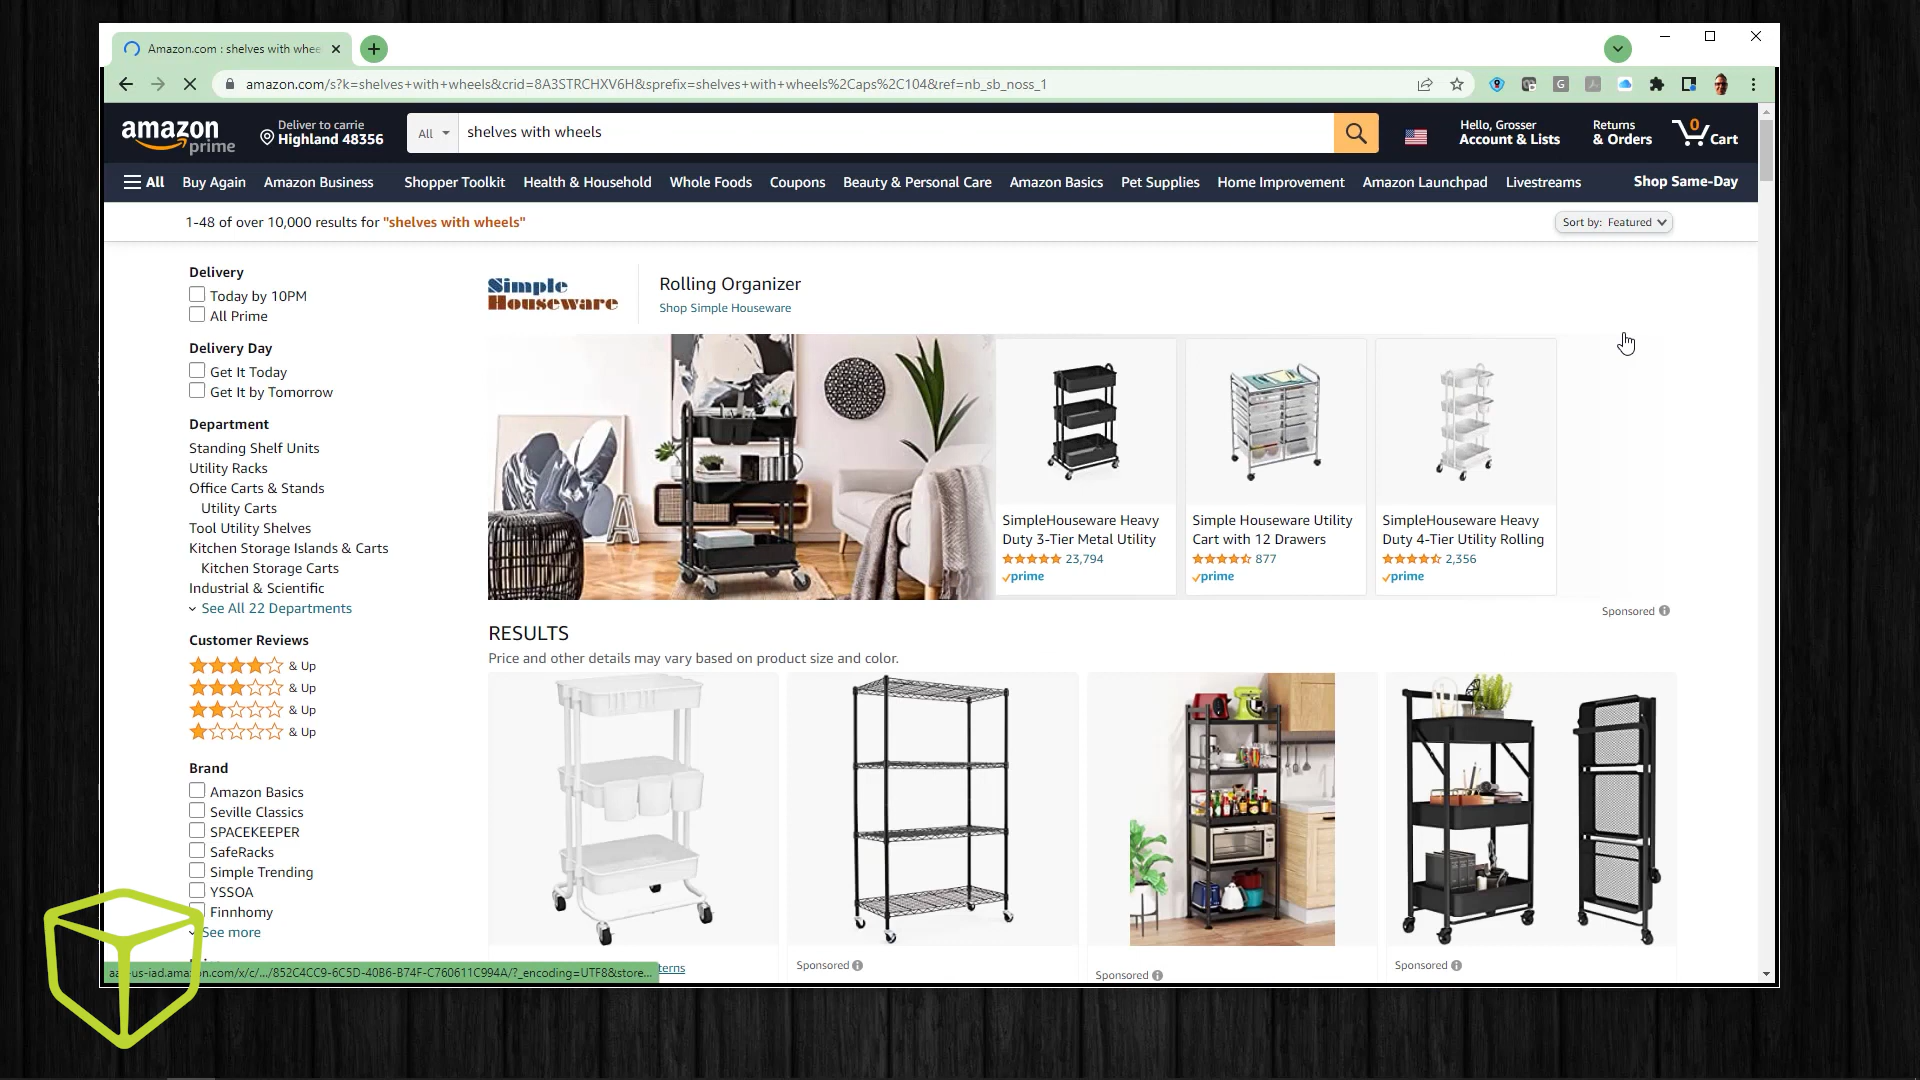 Amazon.com : shelves with whee
amazon.com/s?k=shelves+with+wheels&crid=8A3STRCHXV6H&sprefix=shelves+with+wheels%2Caps%2C104&ref=nb_sb_noss_1
amazon
prime
Deliver to carrie
Highland 48356
All
shelves with wheels
Hello, Grosser
Account & Lists
Returns
& Orders
0
Cart
All
Buy Again
Amazon Business
Shopper Toolkit
Health & Household
Whole Foods
Coupons
Beauty & Personal Care
Amazon Basics
Pet Supplies
Home Improvement
Amazon Launchpad
Livestreams
Shop Same-Day
1-48 of over 10,000 results for "shelves with wheels"
Sort by: Featured
Delivery
Today by 10PM
All Prime
Delivery Day
Get It Today
Get It by Tomorrow
Department
Standing Shelf Units
Utility Racks
Office Carts & Stands
Utility Carts
Tool Utility Shelves
Kitchen Storage Islands & Carts
Kitchen Storage Carts
Industrial & Scientific
See All 22 Departments
Customer Reviews
& Up
& Up
& Up
& Up
Brand
Amazon Basics
Seville Classics
SPACEKEEPER
SafeRacks
Simple Trending
YSSOA
Finnhomy
See more
Simple
Houseware
Rolling Organizer
Shop Simple Houseware
SimpleHouseware Heavy
Duty 3-Tier Metal Utility
23,794
prime
Simple Houseware Utility
Cart with 12 Drawers
877
prime
SimpleHouseware Heavy
Duty 4-Tier Utility Rolling
2,356
prime
Sponsored
RESULTS
Price and other details may vary based on product size and color.
Sponsored
Sponsored
Sponsored
terns
.com/x/c/.../852C4CC9-6C5D-40B6-B74F-C760611C994A/?_encoding=UTF8&store...